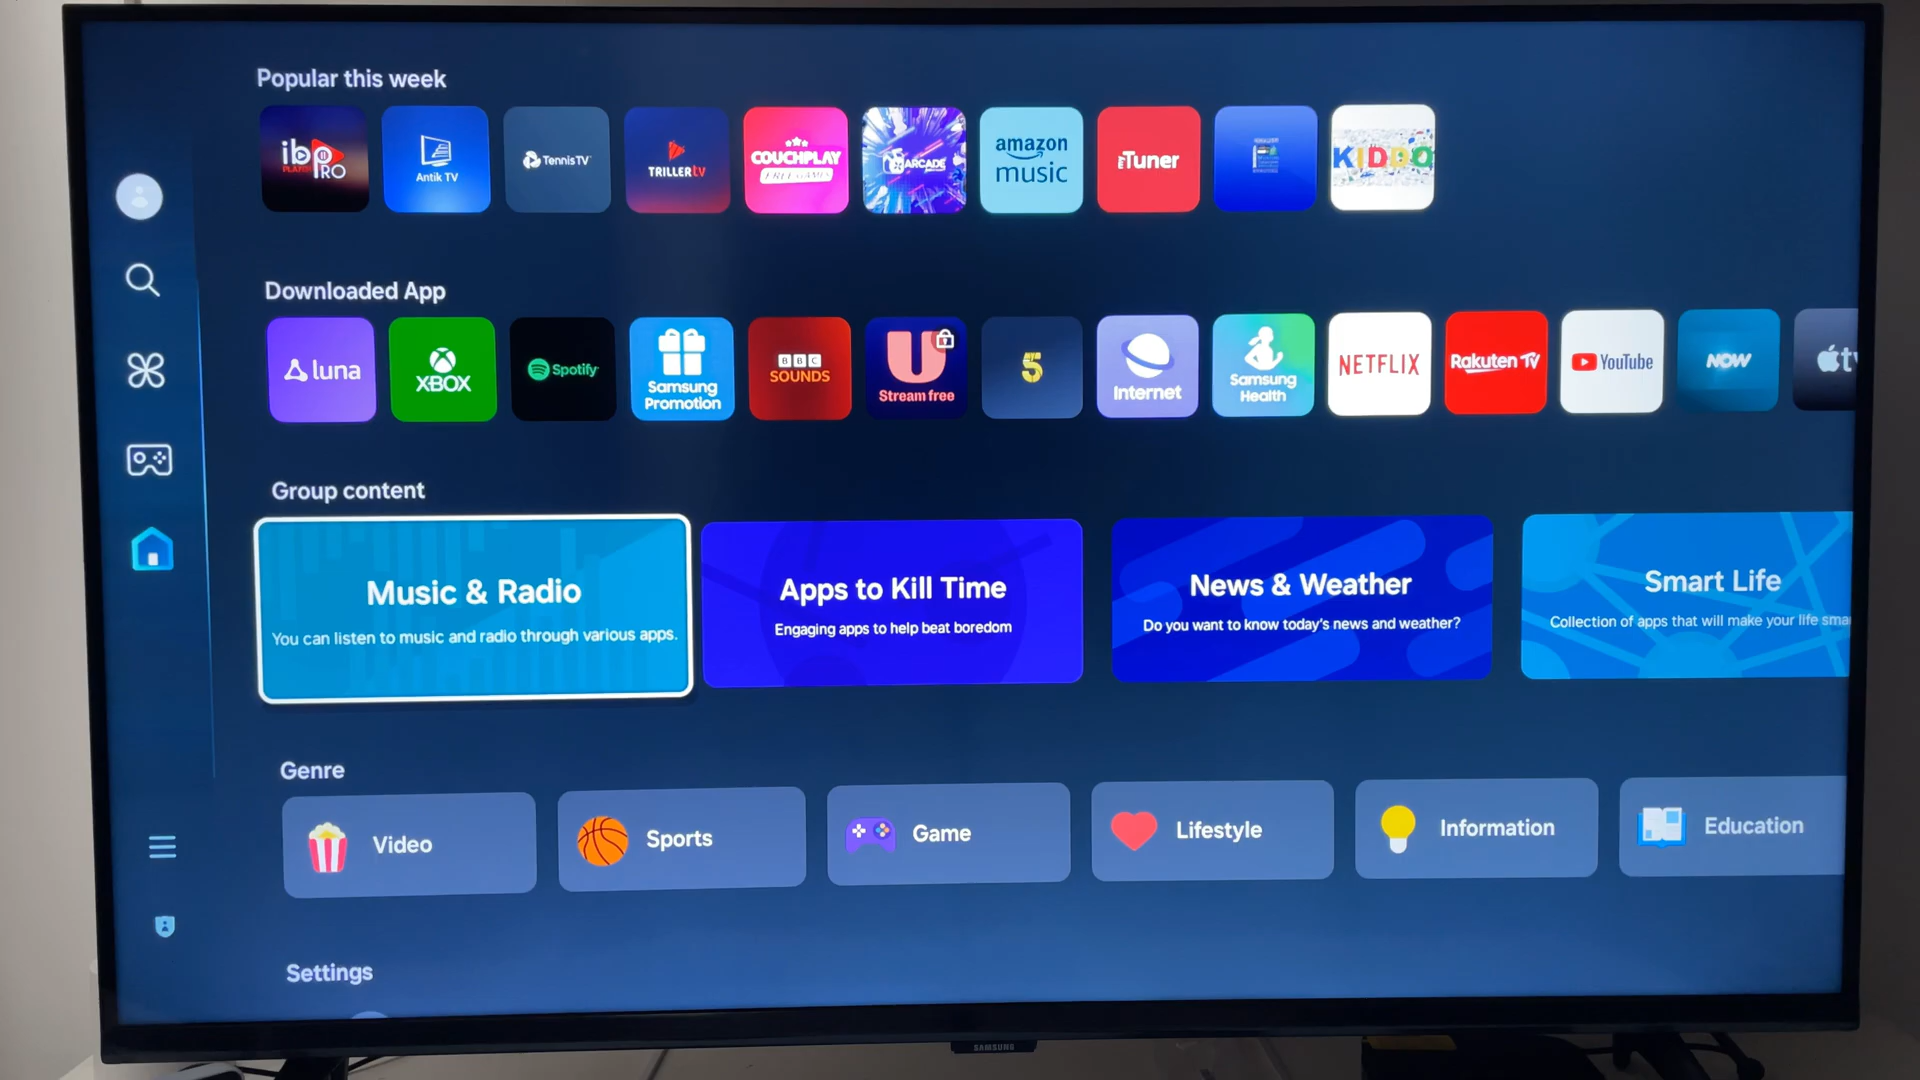 Popular this week
ibo
PLAYER PRO
Antik TV
TennisTV
TRILLERtv
COUCHPLAY
FREE GAMES
ARCADE
amazon
music
iTuner
KIDDO
Downloaded App
luna
XBOX
Spotify
Samsung
Promotion
BBC
SOUNDS
U
Stream free
5
Internet
Samsung
Health
NETFLIX
Rakuten TV
YouTube
NOW
tv
Group content
Music & Radio
You can listen to music and radio through various apps.
Apps to Kill Time
Engaging apps to help beat boredom
News & Weather
Do you want to know today's news and weather?
Smart Life
Collection of apps that will make your life sma
Genre
Video
Sports
Game
Lifestyle
Information
Education
Settings
SAMSUNG